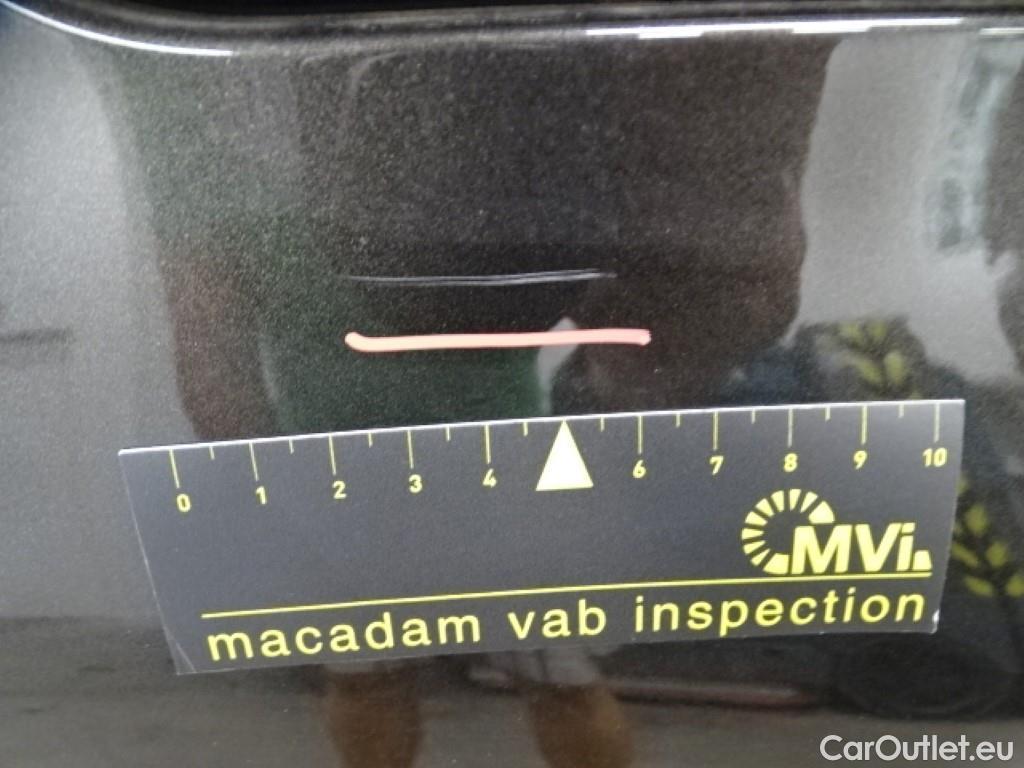 0 1 2 3 4 6 7 8 9 10
MVi
macadam vab inspection
CarOutlet.eu